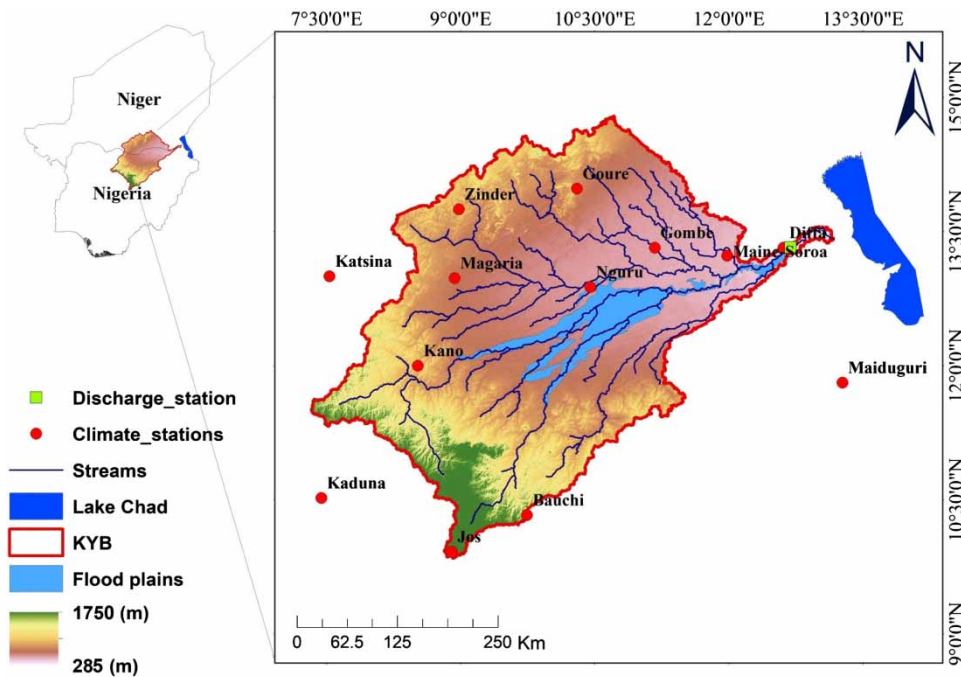 7°30'0"E 9°00'0"E 10°30'0"E 12°00'0"E 13°30'0"E
N
15°0'0"N
13°30'0"N
12°0'0"N
10°30'0"N
9°0'0"N
Niger
Nigeria
Zinder
Goure
Gombe
Diffa
Maine-Soroa
Katsina
Magaria
Nguru
Kano
Maiduguri
Kaduna
Bauchi
Jos
Discharge_station
Climate_stations
Streams
Lake Chad
KYB
Flood plains
1750 (m)
285 (m)
0 62.5 125 250 Km